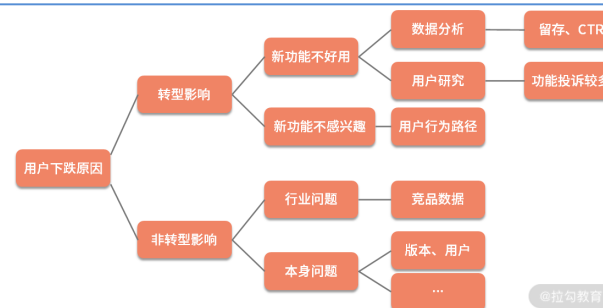 数据分析
留存、CTR
新功能不好用
用户研究
功能投诉较多
转型影响
新功能不感兴趣
用户行为路径
用户下跌原因
行业问题
竞品数据
非转型影响
版本、用户
本身问题
...
@拉勾教育